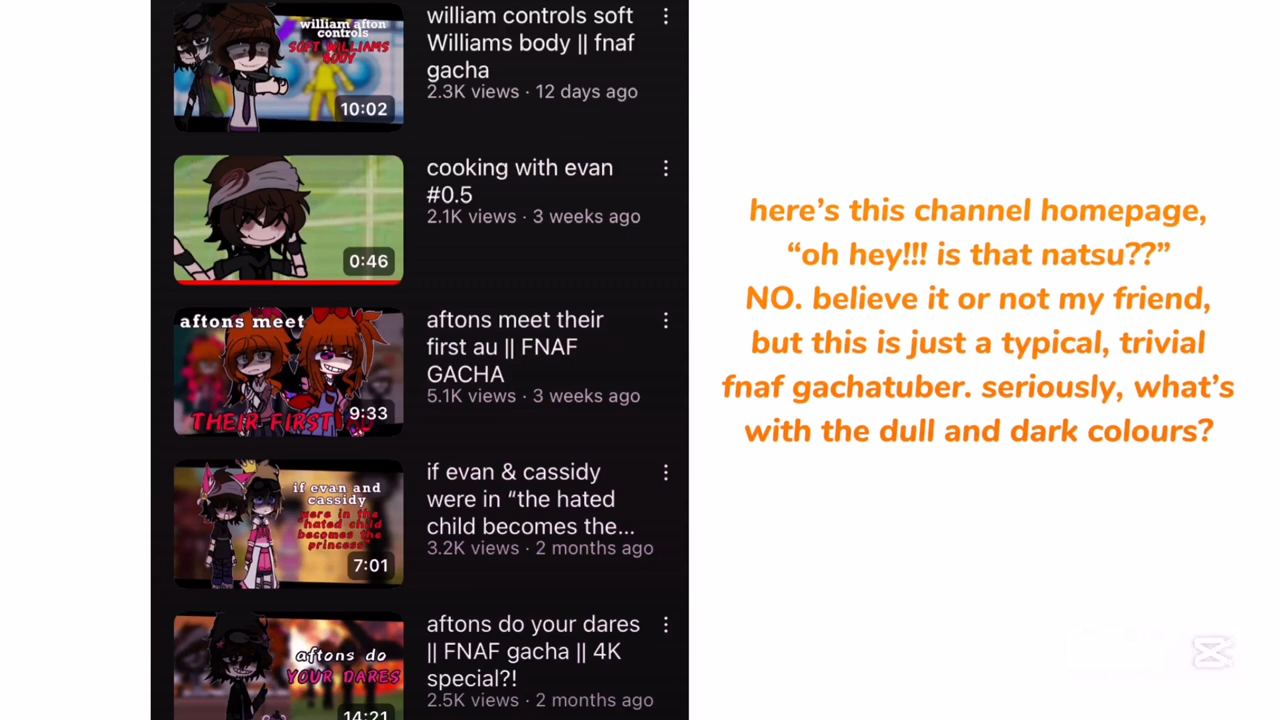 william afton
controls
SOFT WILLIAMS
BODY
10:02
william controls soft
Williams body || fnaf
gacha
2.3K views · 12 days ago
0:46
cooking with evan
#0.5
2.1K views · 3 weeks ago
aftons meet
THEIR FIRST
9:33
aftons meet their
first au || FNAF
GACHA
5.1K views · 3 weeks ago
if evan and
cassidy
were in the
"hated child
becomes the
princess"
7:01
if evan & cassidy
were in “the hated
child becomes the...
3.2K views · 2 months ago
aftons do
YOUR DARES
14:21
aftons do your dares
|| FNAF gacha || 4K
special?!
2.5K views · 2 months ago
here’s this channel homepage,
“oh hey!!! is that natsu??”
NO. believe it or not my friend,
but this is just a typical, trivial
fnaf gachatuber. seriously, what’s
with the dull and dark colours?